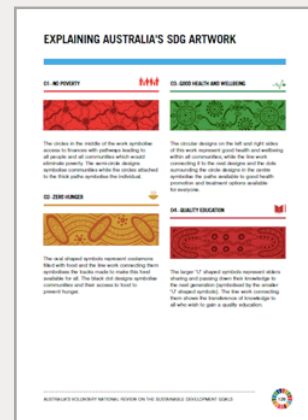 EXPLAINING AUSTRALIA'S SDG ARTWORK
01 - NO POVERTY
The circles in the middle of the work symbolise
access to finances with pathways leading to
all people and all communities which would
eliminate poverty. The semi-circle designs
symbolise communities while the circles attached
to the thick paths symbolise the individual.
02 - ZERO HUNGER
The oval shaped symbols represent coolamons
filled with food and the line work connecting them
symbolises the tracks made to make this food
available for all. The black dot designs symbolise
communities and their access to food to
prevent hunger.
03 - GOOD HEALTH AND WELLBEING
The circular designs on the left and right sides
of this work represent good health and wellbeing
within all communities, while the line work
connecting it to the oval designs and the dots
surrounding the circle designs in the centre
symbolise the paths available to good health
promotion and treatment options available
for everyone.
04 - QUALITY EDUCATION
The larger 'U' shaped symbols represent elders
sharing and passing down their knowledge to
the next generation (symbolised by the smaller
'U' shaped symbols). The line work connecting
them shows the transference of knowledge to
all who wish to gain a quality education.
AUSTRALIA'S VOLUNTARY NATIONAL REVIEW ON THE SUSTAINABLE DEVELOPMENT GOALS